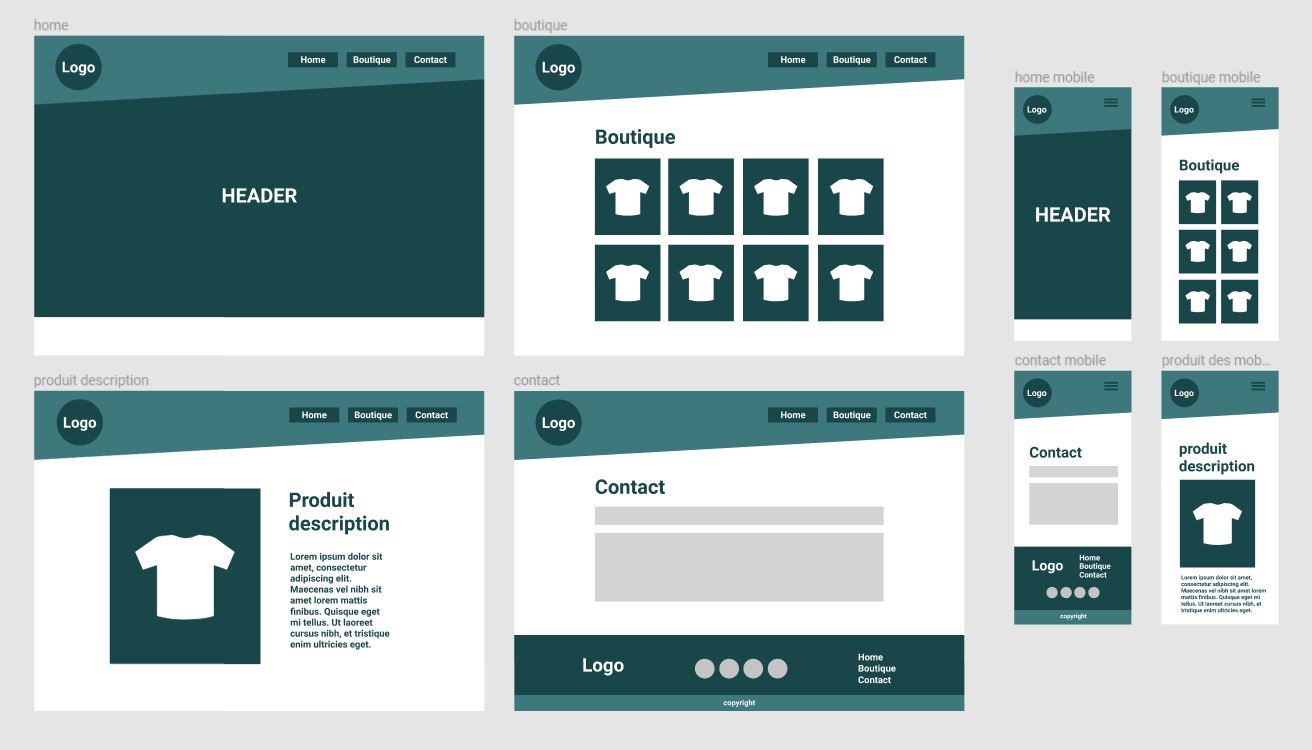 home
Logo
Home
Boutique
Contact
HEADER
boutique
Logo
Home
Boutique
Contact
Boutique
home mobile
Logo
HEADER
boutique mobile
Logo
Boutique
produit description
Logo
Home
Boutique
Contact
Produit
description
Lorem ipsum dolor sit
amet, consectetur
adipiscing elit.
Maecenas vel nibh sit
amet lorem mattis
finibus. Quisque eget
mi tellus. Ut laoreet
cursus nibh, et tristique
enim ultricies eget.
contact
Logo
Home
Boutique
Contact
Contact
Logo
Home
Boutique
Contact
copyright
contact mobile
Logo
Contact
Logo
Home
Boutique
Contact
copyright
produit des mob...
Logo
produit
description
Lorem ipsum dolor sit amet,
consectetur adipiscing elit.
Maecenas vel nibh sit amet lorem
mattis finibus. Quisque eget mi
tellus. Ut laoreet cursus nibh, et
tristique enim ultricies eget.